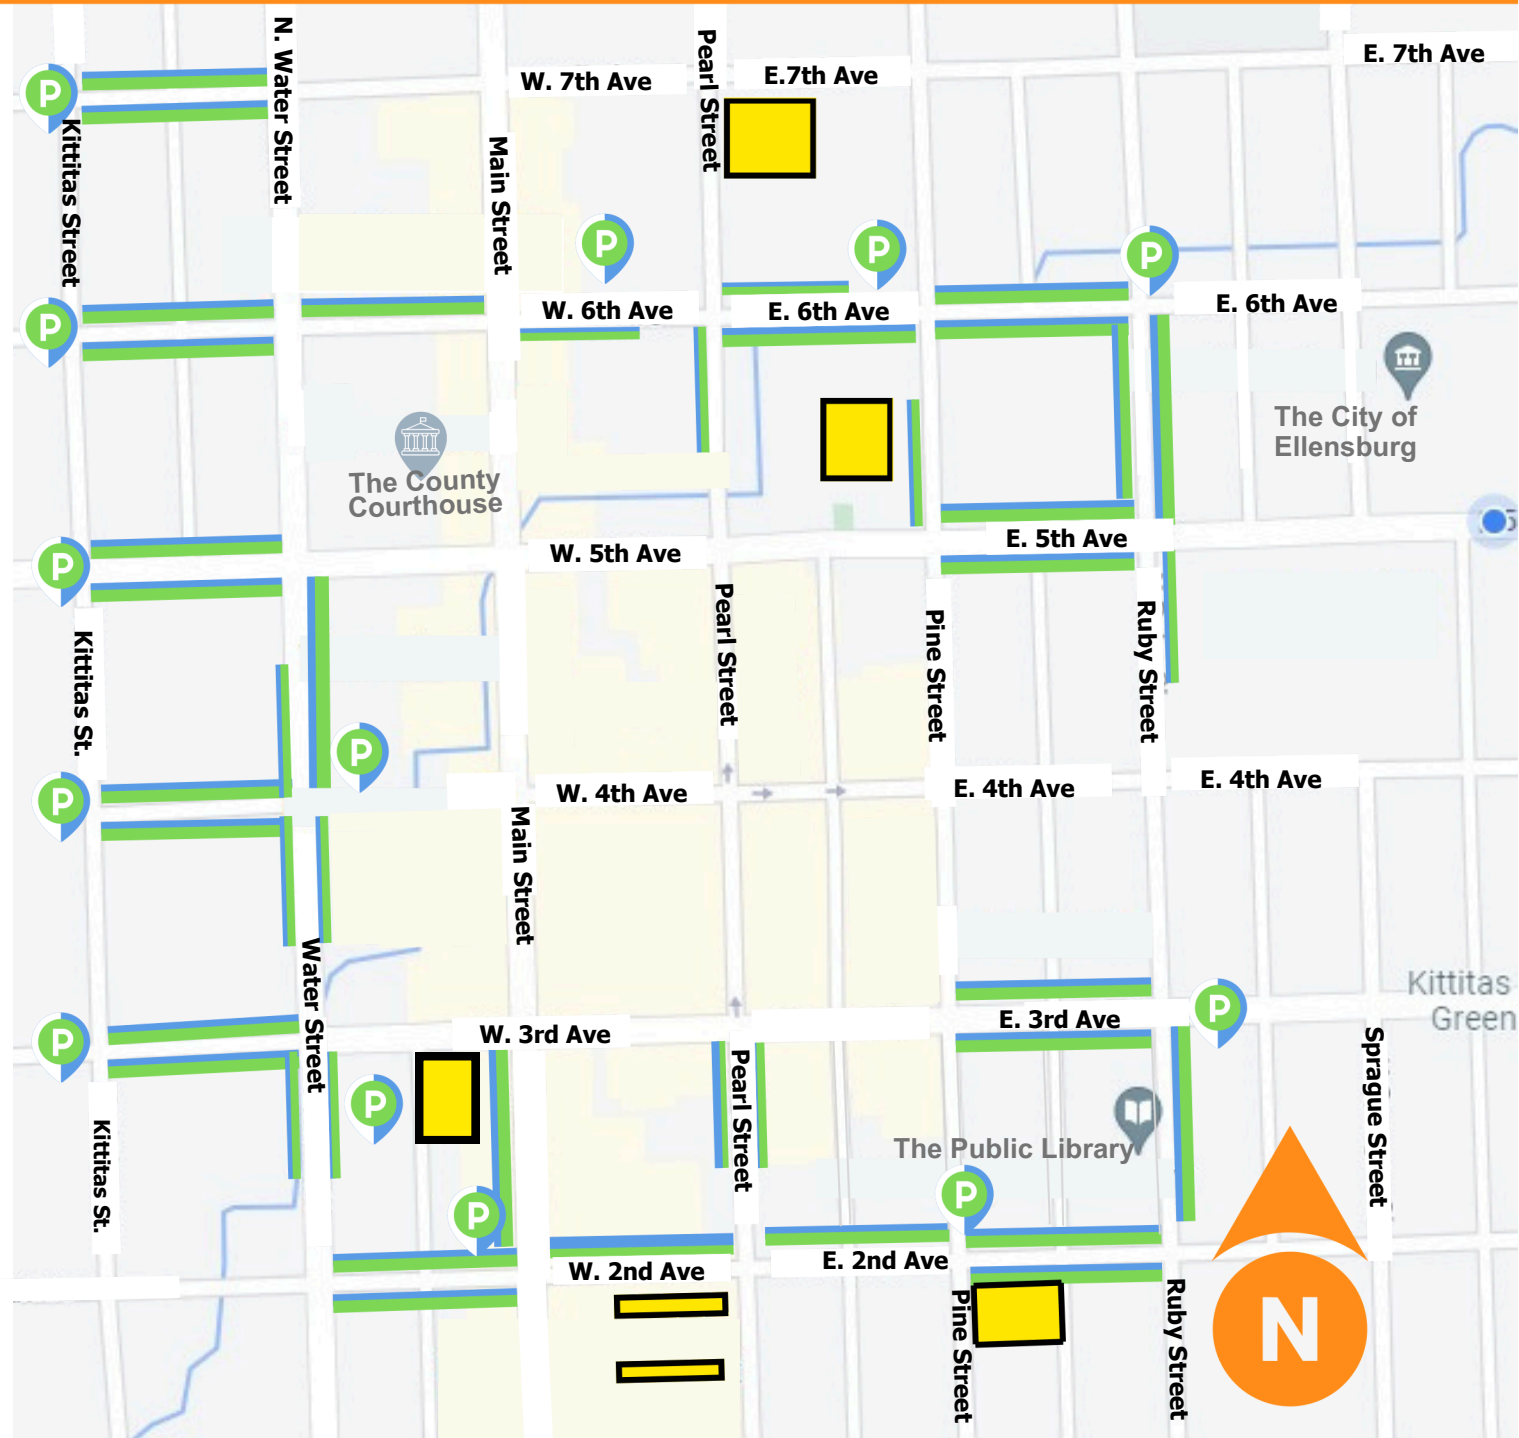 N. Water Street
Pearl Street
E. 7th Ave
W. 7th Ave
E.7th Ave
P
Kittitas Street
Main Street
P
P
P
W. 6th Ave
E. 6th Ave
E. 6th Ave
P
The City of
Ellensburg
The County
Courthouse
5
W. 5th Ave
E. 5th Ave
P
Kittitas St.
Pearl Street
Pine Street
Ruby Street
P
P
W. 4th Ave
E. 4th Ave
E. 4th Ave
Main Street
Water Street
Kittitas
Green
P
P
W. 3rd Ave
E. 3rd Ave
Sprague Street
Pearl Street
P
Kittitas St.
The Public Library
P
P
W. 2nd Ave
E. 2nd Ave
Pine Street
Ruby Street
N